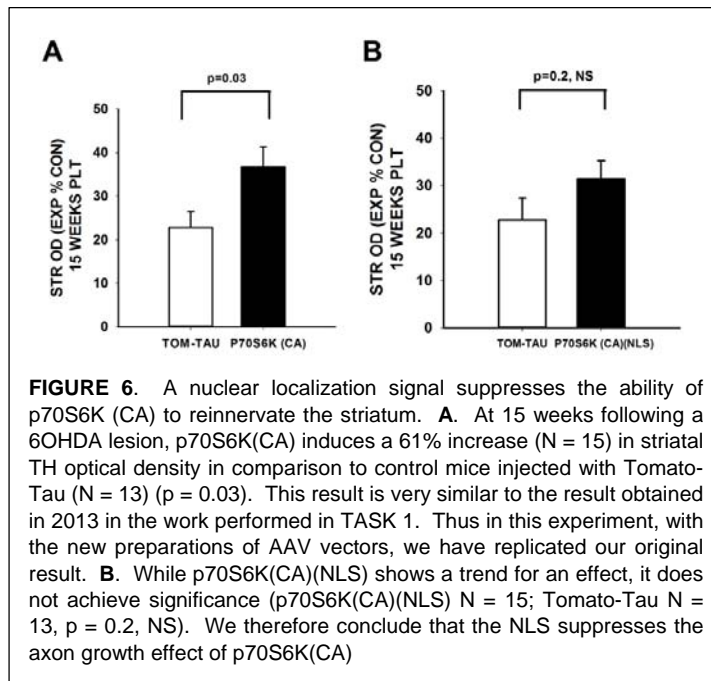 A
B
p=0.03
p=0.2, NS
STR OD (EXP % CON)
15 WEEKS PLT
50
40
30
20
10
0
TOM-TAU P70S6K (CA)
STR OD (EXP % CON)
15 WEEKS PLT
50
40
30
20
10
0
TOM-TAU P70S6K (CA)(NLS)
FIGURE 6. A nuclear localization signal suppresses the ability of
p70S6K (CA) to reinnervate the striatum. A. At 15 weeks following a
6OHDA lesion, p70S6K(CA) induces a 61% increase (N = 15) in striatal
TH optical density in comparison to control mice injected with Tomato-
Tau (N = 13) (p = 0.03). This result is very similar to the result obtained
in 2013 in the work performed in TASK 1. Thus in this experiment, with
the new preparations of AAV vectors, we have replicated our original
result. B. While p70S6K(CA)(NLS) shows a trend for an effect, it does
not achieve significance (p70S6K(CA)(NLS) N = 15; Tomato-Tau N =
13, p = 0.2, NS). We therefore conclude that the NLS suppresses the
axon growth effect of p70S6K(CA)